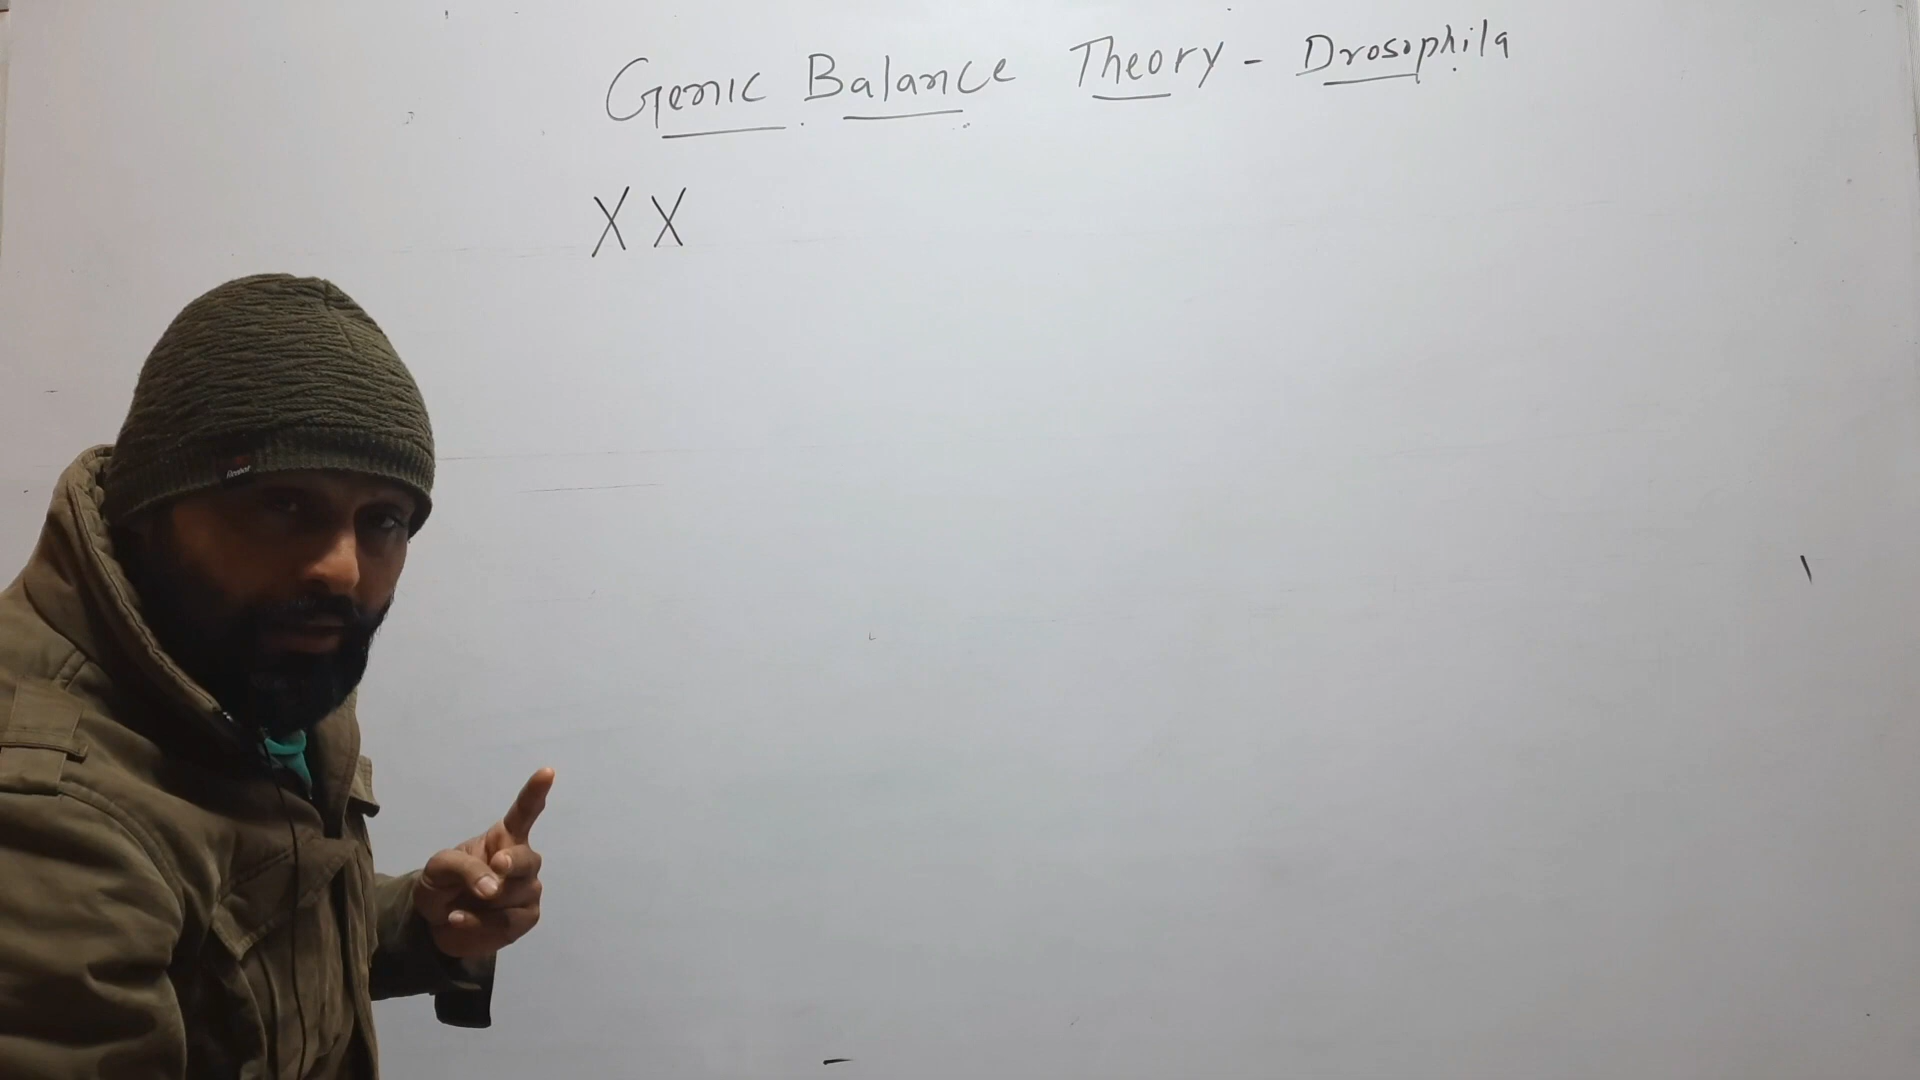 Genic Balance Theory - Drosophila
X X